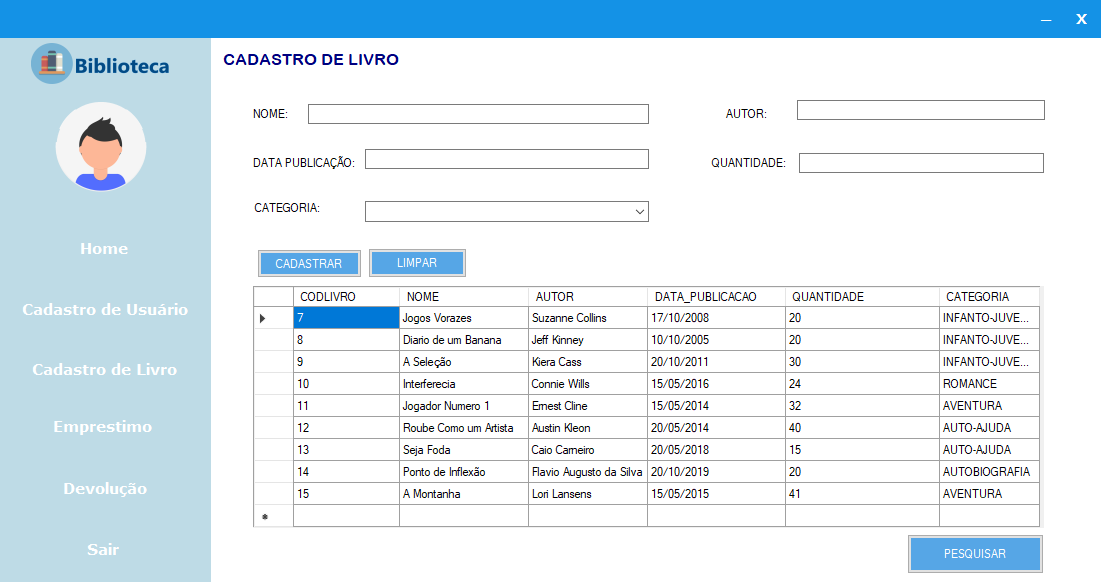 X
Biblioteca
CADASTRO DE LIVRO
NOME:
AUTOR:
DATA PUBLICAÇÃO:
QUANTIDADE:
CATEGORIA:
CADASTRAR
LIMPAR
Home
Cadastro de Usuário
Cadastro de Livro
Emprestimo
Devolução
Sair
CODLIVRO NOME AUTOR DATA_PUBLICACAO QUANTIDADE CATEGORIA
7 Jogos Vorazes Suzanne Collins 17/10/2008 20 INFANTO-JUVE...
8 Diario de um Banana Jeff Kinney 10/10/2005 20 INFANTO-JUVE...
9 A Seleção Kiera Cass 20/10/2011 30 INFANTO-JUVE...
10 Interferecia Connie Wills 15/05/2016 24 ROMANCE
11 Jogador Numero 1 Ernest Cline 15/05/2014 32 AVENTURA
12 Roube Como um Artista Austin Kleon 20/05/2014 40 AUTO-AJUDA
13 Seja Foda Caio Carneiro 20/05/2018 15 AUTO-AJUDA
14 Ponto de Inflexão Flavio Augusto da Silva 20/10/2019 20 AUTOBIOGRAFIA
15 A Montanha Lori Lansens 15/05/2015 41 AVENTURA
PESQUISAR